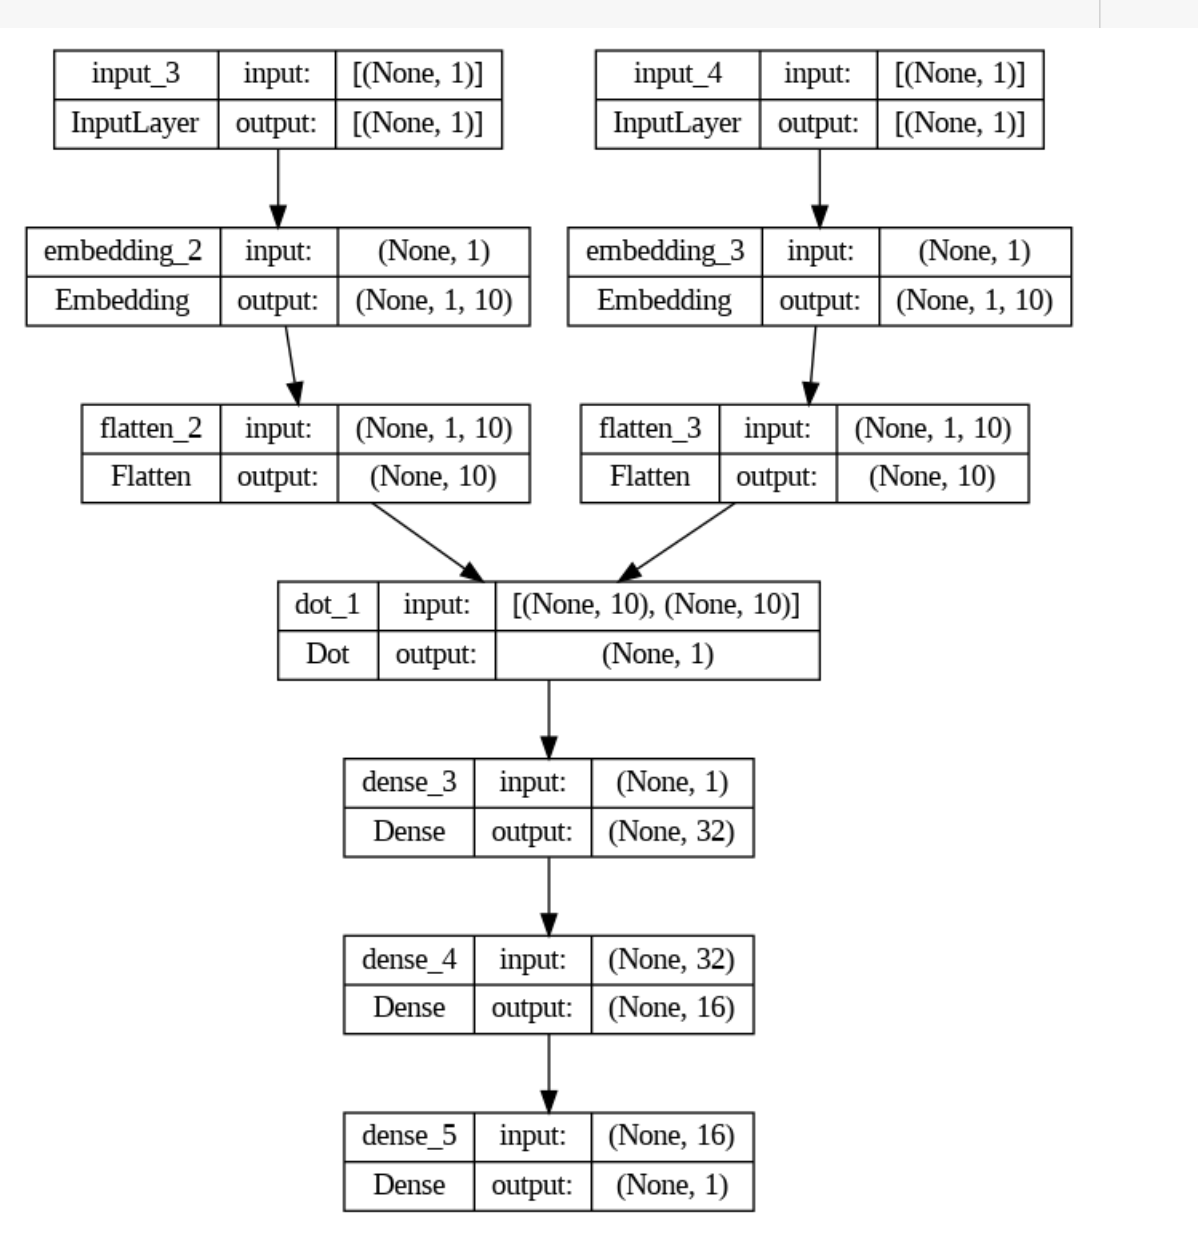 input_3 input: [(None, 1)]
InputLayer output: [(None, 1)]
input_4 input: [(None, 1)]
InputLayer output: [(None, 1)]
embedding_2 input: (None, 1)
Embedding output: (None, 1, 10)
embedding_3 input: (None, 1)
Embedding output: (None, 1, 10)
flatten_2 input: (None, 1, 10)
Flatten output: (None, 10)
flatten_3 input: (None, 1, 10)
Flatten output: (None, 10)
dot_1 input: [(None, 10), (None, 10)]
Dot output: (None, 1)
dense_3 input: (None, 1)
Dense output: (None, 32)
dense_4 input: (None, 32)
Dense output: (None, 16)
dense_5 input: (None, 16)
Dense output: (None, 1)